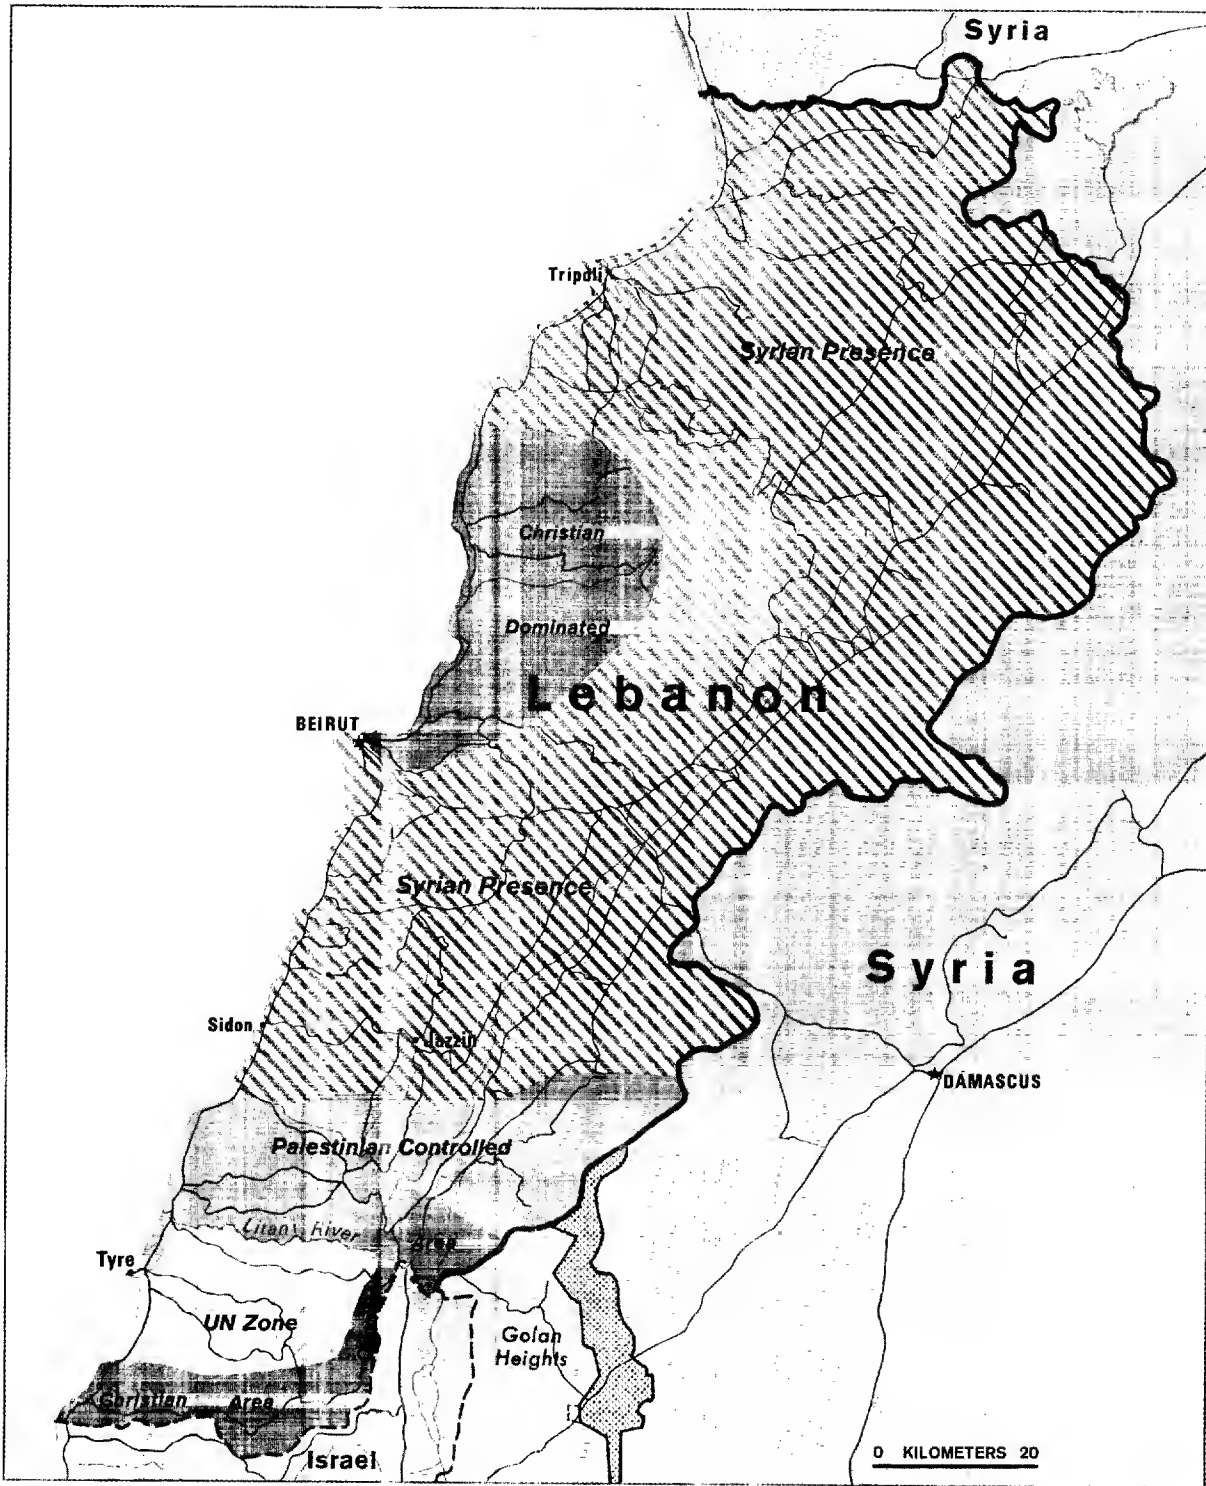 Syria
Tripoli
Syrian Presence
Christian
Dominated
Lebanon
BEIRUT
Syrian Presence
Syria
Sidon
Jazzin
DAMASCUS
Palestinian Controlled
Litani River
Area
Tyre
UN Zone
Golan
Heights
Christian Area
Israel
0 KILOMETERS 20